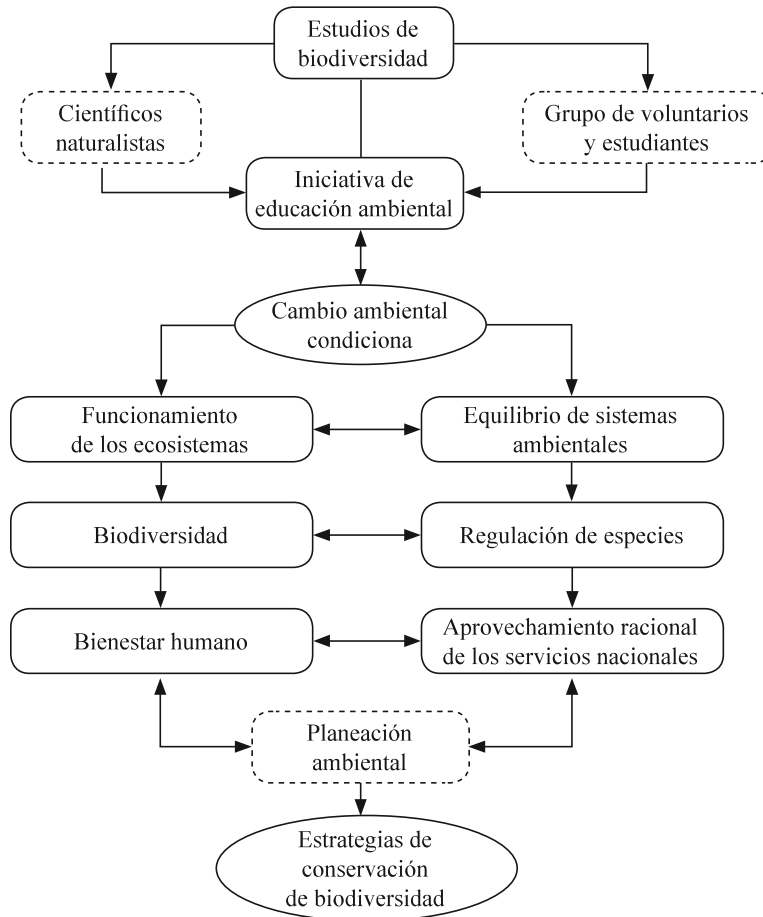 Estudios de
biodiversidad
Científicos
naturalistas
Grupo de voluntarios
y estudiantes
Iniciativa de
educación ambiental
Cambio ambiental
condiciona
Funcionamiento
de los ecosistemas
Equilibrio de sistemas
ambientales
Biodiversidad
Regulación de especies
Bienestar humano
Aprovechamiento racional
de los servicios nacionales
Planeación
ambiental
Estrategias de
conservación
de biodiversidad